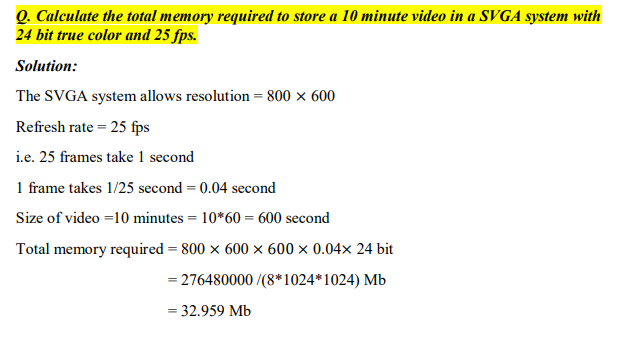 Q. Calculate the total memory required to store a 10 minute video in a SVGA system with
24 bit true color and 25 fps.
Solution:
The SVGA system allows resolution = 800 × 600
Refresh rate = 25 fps
i.e. 25 frames take 1 second
1 frame takes 1/25 second = 0.04 second
Size of video =10 minutes = 10*60 = 600 second
Total memory required = 800 × 600 × 600 × 0.04× 24 bit
= 276480000 /(8*1024*1024) Mb
= 32.959 Mb